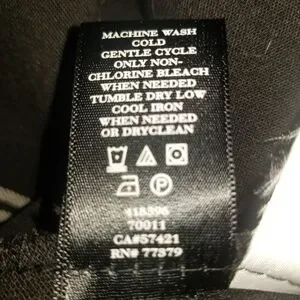 MACHINE WASH
COLD
GENTLE CYCLE
ONLY NON-
CHLORINE BLEACH
WHEN NEEDED
TUMBLE DRY LOW
COOL IRON
WHEN NEEDED
OR DRYCLEAN
P
418396
70011
CA#57421
RN# 77379